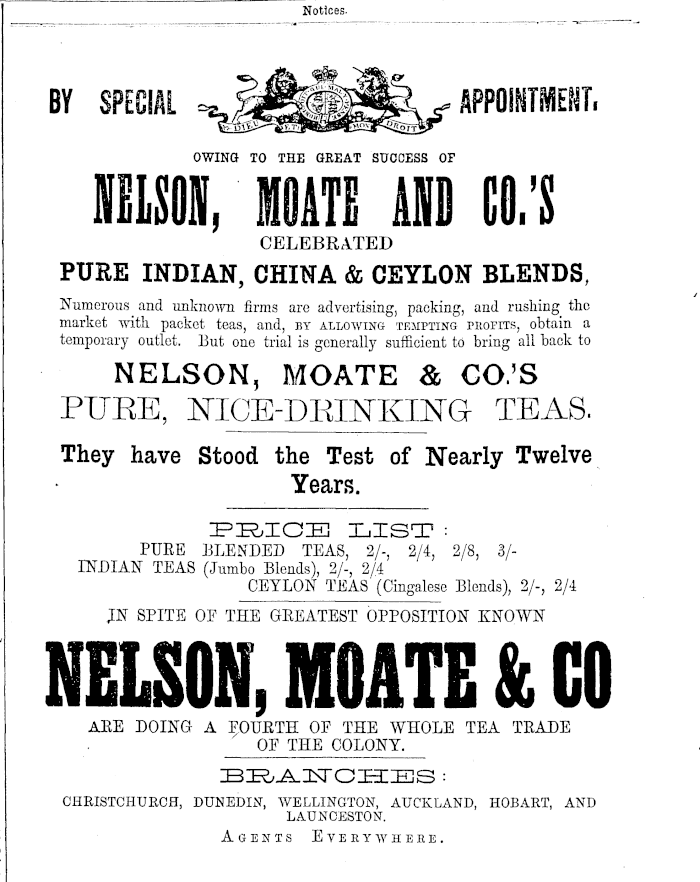 Notices.
BY SPECIAL APPOINTMENT.
DIEU ET MON DROIT
OWING TO THE GREAT SUCCESS OF
NELSON, MOATE AND CO.'S
CELEBRATED
PURE INDIAN, CHINA & CEYLON BLENDS,
Numerous and unknown firms are advertising, packing, and rushing the
market with packet teas, and, BY ALLOWING TEMPTING PROFITS, obtain a
temporary outlet. But one trial is generally sufficient to bring all back to
NELSON, MOATE & CO.'S
PURE, NICE-DRINKING TEAS.
They have Stood the Test of Nearly Twelve
Years.
PRICE LIST:
PURE BLENDED TEAS, 2/-, 2/4, 2/8, 3/-
INDIAN TEAS (Jumbo Blends), 2/-, 2/4
CEYLON TEAS (Cingalese Blends), 2/-, 2/4
IN SPITE OF THE GREATEST OPPOSITION KNOWN
NELSON, MOATE & CO
ARE DOING A FOURTH OF THE WHOLE TEA TRADE
OF THE COLONY.
BRANCHES:
CHRISTCHURCH, DUNEDIN, WELLINGTON, AUCKLAND, HOBART, AND
LAUNCESTON.
AGENTS EVERYWHERE.